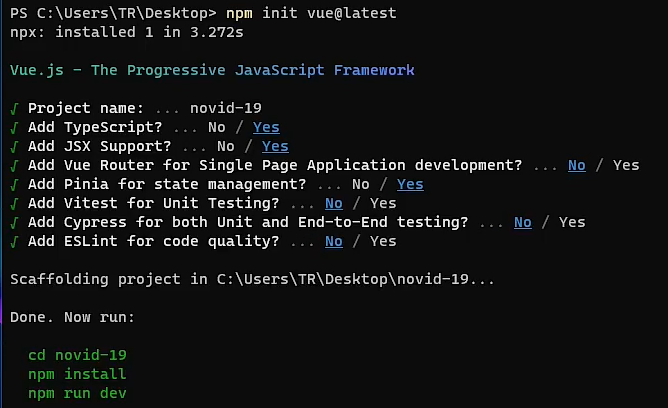 PS C:\Users\TR\Desktop> npm init vue@latest
npx: installed 1 in 3.272s
Vue.js - The Progressive JavaScript Framework
√ Project name: ... novid-19
√ Add TypeScript? ... No / Yes
√ Add JSX Support? ... No / Yes
√ Add Vue Router for Single Page Application development? ... No / Yes
√ Add Pinia for state management? ... No / Yes
√ Add Vitest for Unit Testing? ... No / Yes
√ Add Cypress for both Unit and End-to-End testing? ... No / Yes
√ Add ESLint for code quality? ... No / Yes
Scaffolding project in C:\Users\TR\Desktop\novid-19...
Done. Now run:
cd novid-19
npm install
npm run dev